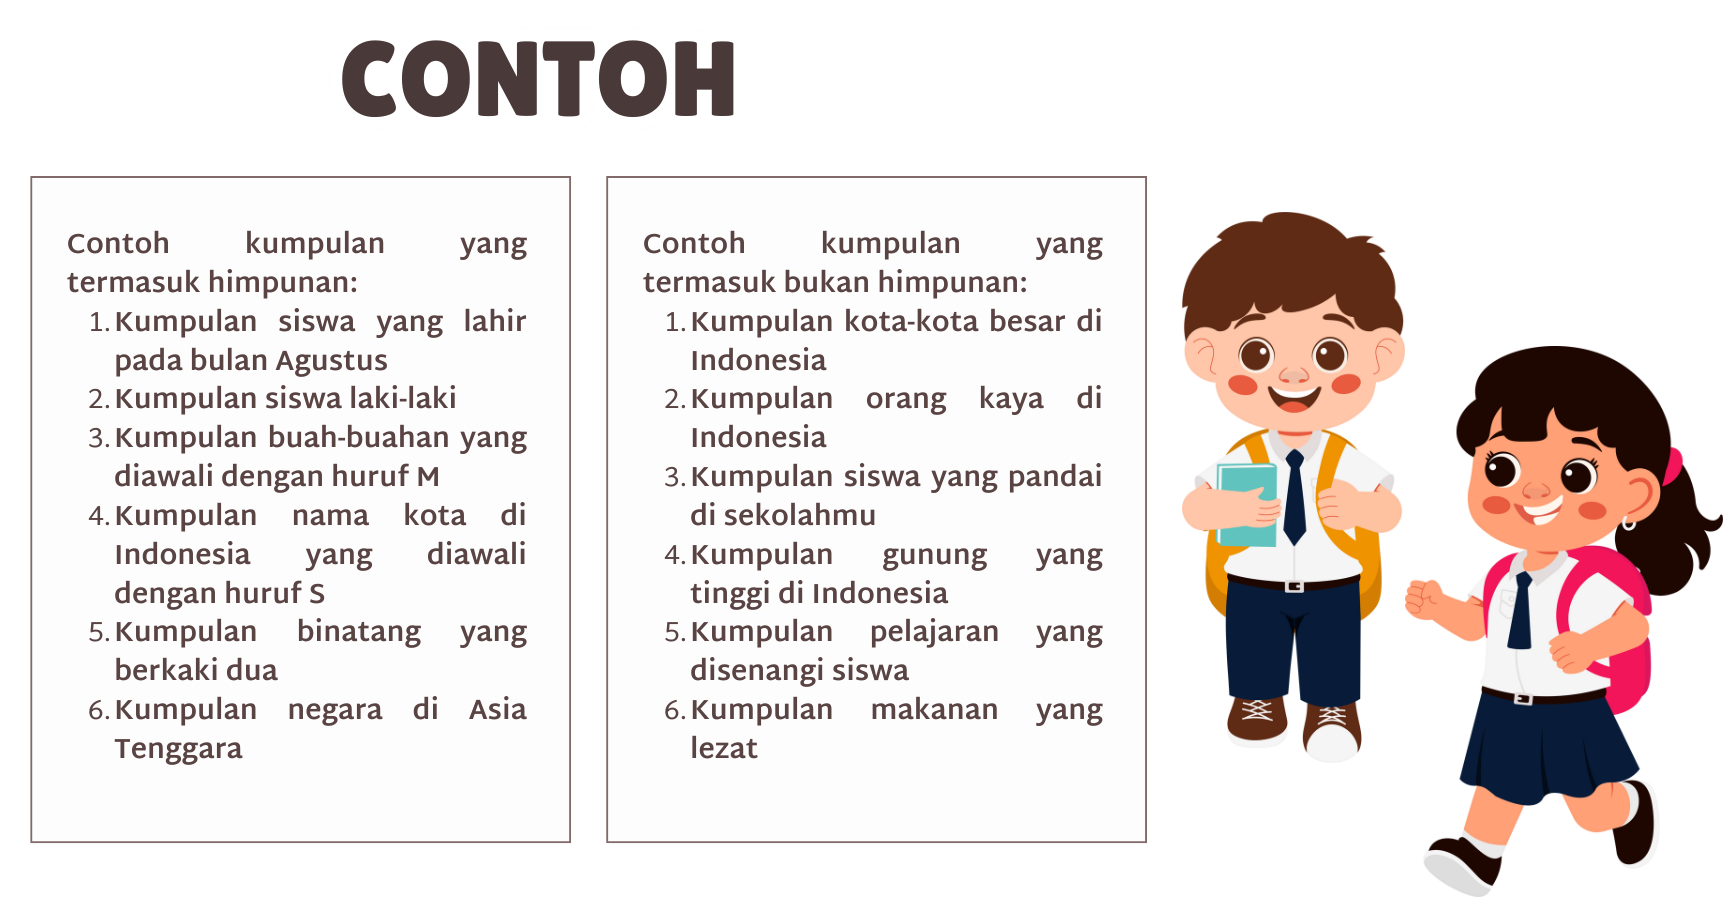 CONTOH
Contoh kumpulan yang
termasuk himpunan:
1. Kumpulan siswa yang lahir
pada bulan Agustus
2. Kumpulan siswa laki-laki
3. Kumpulan buah-buahan yang
diawali dengan huruf M
4. Kumpulan nama kota di
Indonesia yang diawali
dengan huruf S
5. Kumpulan binatang yang
berkaki dua
6. Kumpulan negara di Asia
Tenggara
Contoh kumpulan yang
termasuk bukan himpunan:
1. Kumpulan kota-kota besar di
Indonesia
2. Kumpulan orang kaya di
Indonesia
3. Kumpulan siswa yang pandai
di sekolahmu
4. Kumpulan gunung yang
tinggi di Indonesia
5. Kumpulan pelajaran yang
disenangi siswa
6. Kumpulan makanan yang
lezat